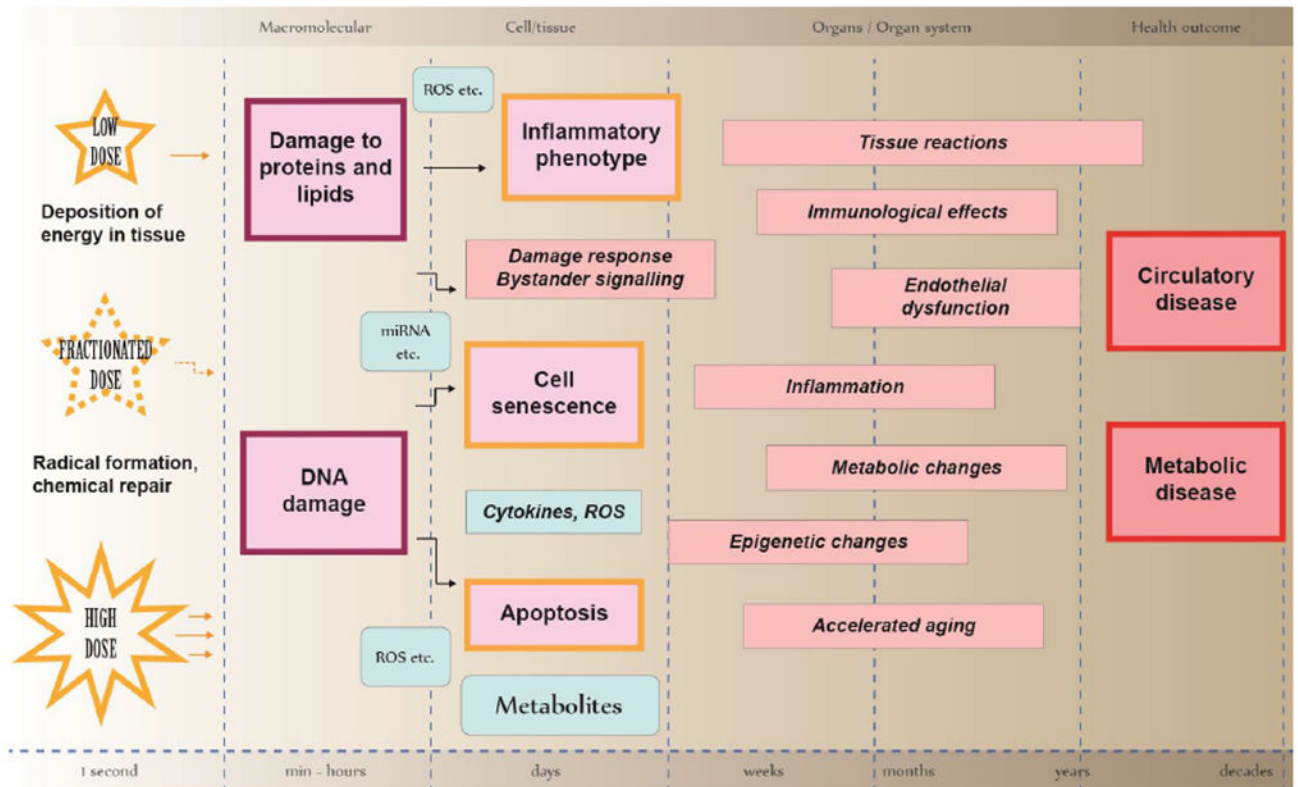 Macromolecular
Cell/tissue
Organs / Organ system
Health outcome
LOW
DOSE
Deposition of
energy in tissue
FRACTIONATED
DOSE
Radical formation,
chemical repair
HIGH
DOSE
Damage to
proteins and
lipids
DNA
damage
ROS etc.
miRNA
etc.
ROS etc.
Inflammatory
phenotype
Damage response
Bystander signalling
Cell
senescence
Cytokines, ROS
Apoptosis
Metabolites
Tissue reactions
Immunological effects
Endothelial
dysfunction
Inflammation
Metabolic changes
Epigenetic changes
Accelerated aging
Circulatory
disease
Metabolic
disease
1 second
min - hours
days
weeks
months
years
decades